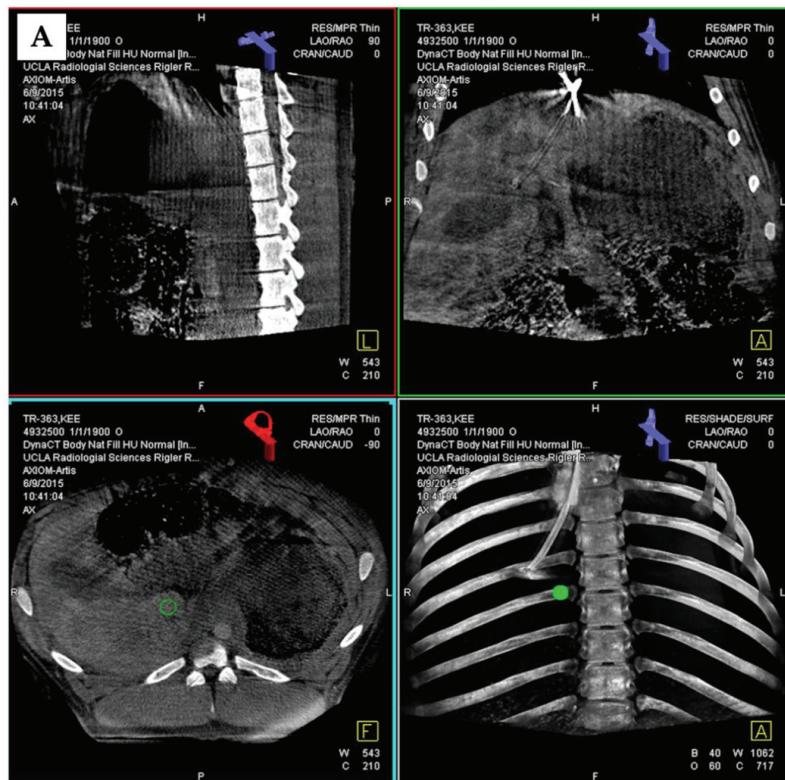 A
H
TR-363,KEE
4932500 1/1/1900 O
DynaCT Body Nat Fill HU Normal [In...
UCLA Radiologial Sciences Rigler R...
AXIOM-Artis
6/9/2015
10:41:04
AX
RES/MPR Thin
LAO/RAO 90
CRAN/CAUD 0
A
P
L
W 543
C 210
F
H
TR-363,KEE
4932500 1/1/1900 O
DynaCT Body Nat Fill HU Normal [In...
UCLA Radiologial Sciences Rigler R...
AXIOM-Artis
6/9/2015
10:41:04
AX
RES/MPR Thin
LAO/RAO 0
CRAN/CAUD 0
R
L
A
W 543
C 210
F
A
TR-363,KEE
4932500 1/1/1900 O
DynaCT Body Nat Fill HU Normal [In...
UCLA Radiologial Sciences Rigler R...
AXIOM-Artis
6/9/2015
10:41:04
AX
RES/MPR Thin
LAO/RAO 0
CRAN/CAUD -90
R
L
F
W 543
C 210
P
H
TR-363,KEE
4932500 1/1/1900 O
DynaCT Body Nat Fill HU Normal [In...
UCLA Radiologial Sciences Rigler R...
AXIOM-Artis
6/9/2015
10:41:04
AX
RES/SHADE/SURF
LAO/RAO 0
CRAN/CAUD 0
R
L
A
B 40 W 1062
O 60 C 717
F